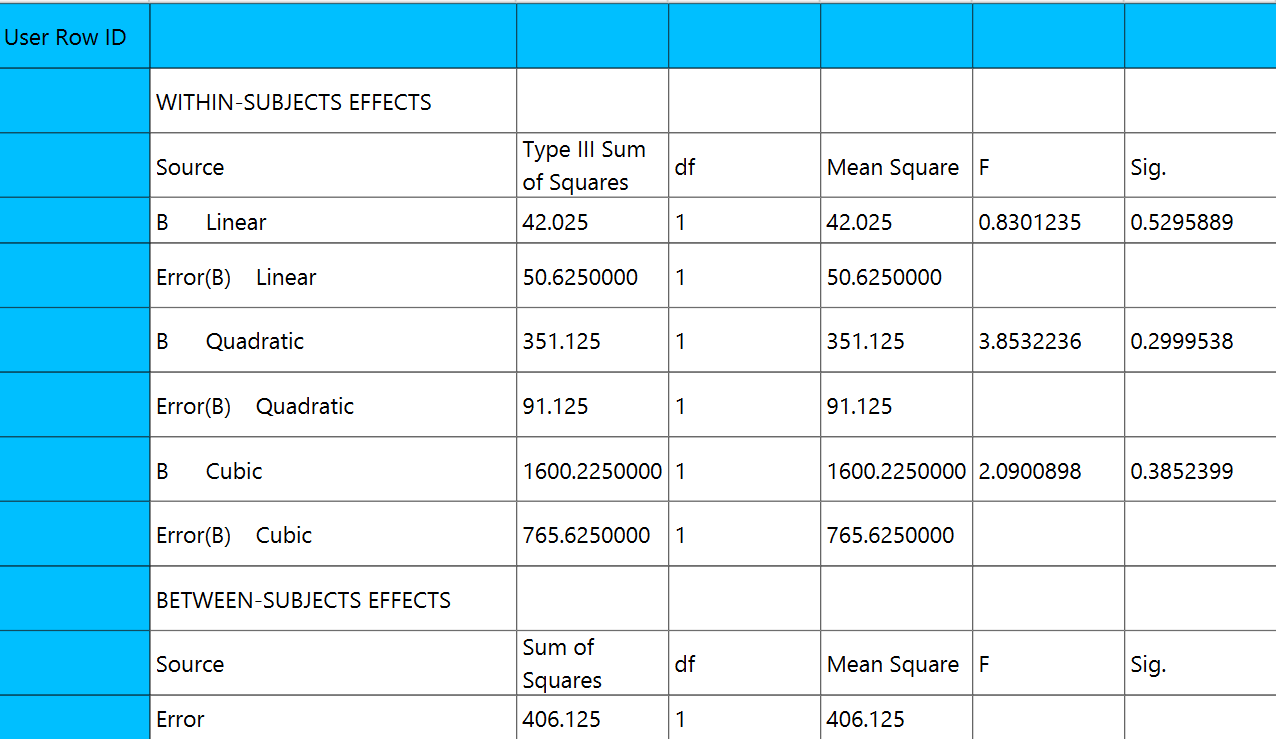 User Row ID
WITHIN-SUBJECTS EFFECTS
Source Type III Sum of Squares df Mean Square F Sig.
B Linear 42.025 1 42.025 0.8301235 0.5295889
Error(B) Linear 50.6250000 1 50.6250000
B Quadratic 351.125 1 351.125 3.8532236 0.2999538
Error(B) Quadratic 91.125 1 91.125
B Cubic 1600.2250000 1 1600.2250000 2.0900898 0.3852399
Error(B) Cubic 765.6250000 1 765.6250000
BETWEEN-SUBJECTS EFFECTS
Source Sum of Squares df Mean Square F Sig.
Error 406.125 1 406.125